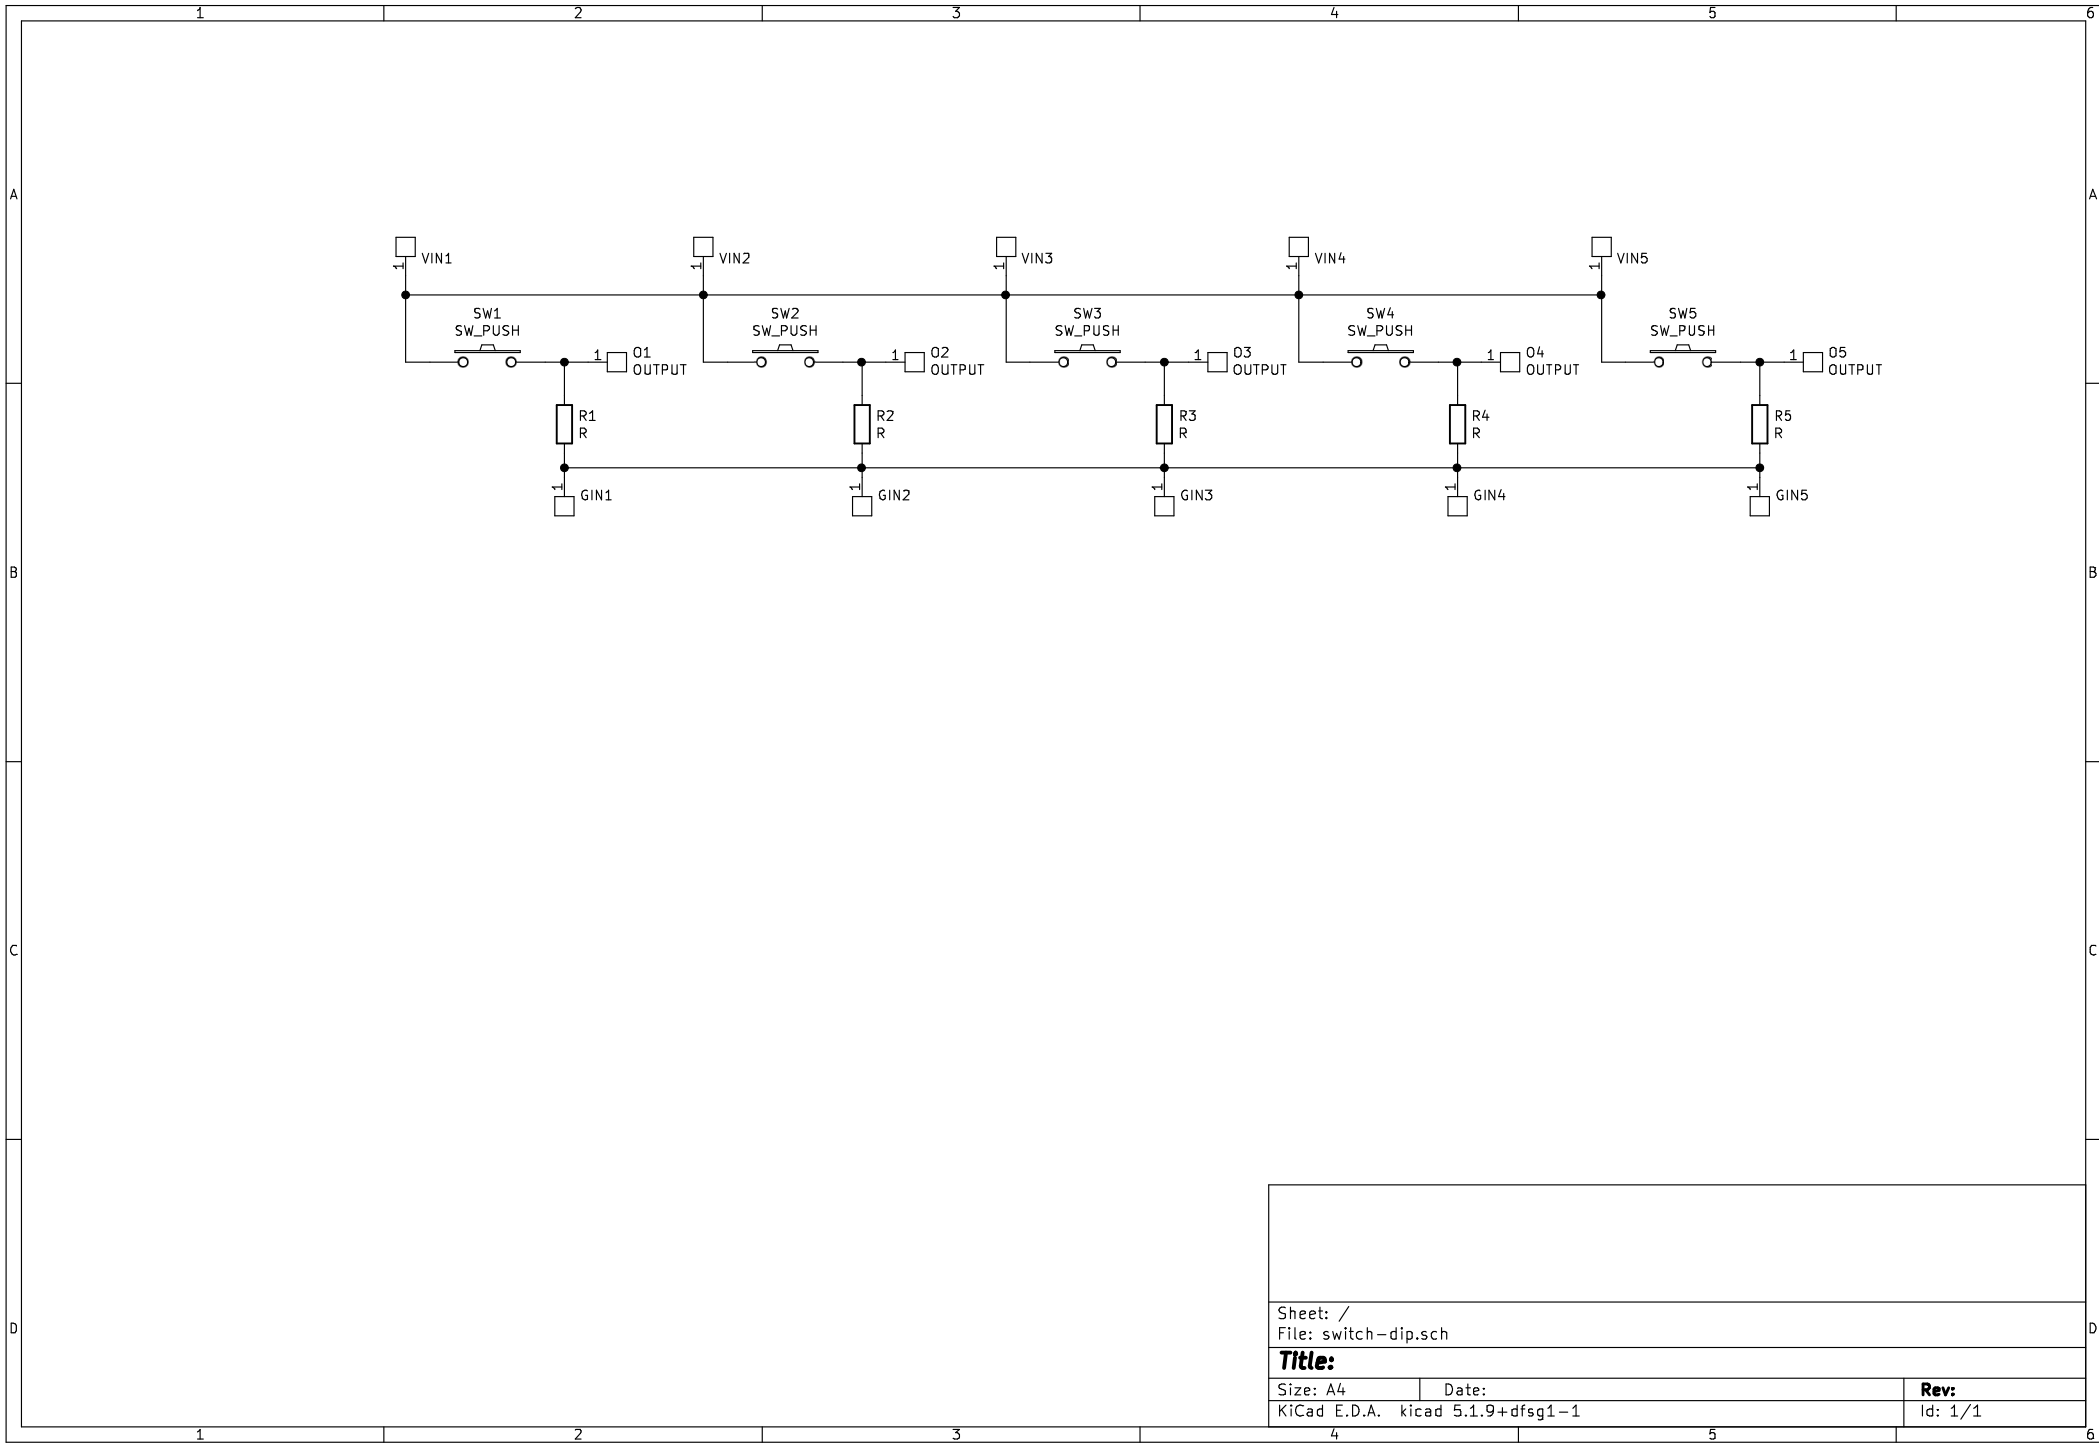 1 2 3 4 5 6
A A
VIN1 VIN2 VIN3 VIN4 VIN5
1 1 1 1 1
SW1 SW2 SW3 SW4 SW5
SW_PUSH SW_PUSH SW_PUSH SW_PUSH SW_PUSH
1 O1 1 O2 1 O3 1 O4 1 O5
OUTPUT OUTPUT OUTPUT OUTPUT OUTPUT
R1 R2 R3 R4 R5
R R R R R
1 1 1 1 1
GIN1 GIN2 GIN3 GIN4 GIN5
B B
C C
Sheet: /
D D
File: switch-dip.sch
Title:
Size: A4 Date: Rev:
KiCad E.D.A. kicad 5.1.9+dfsg1-1 Id: 1/1
1 2 3 4 5 6